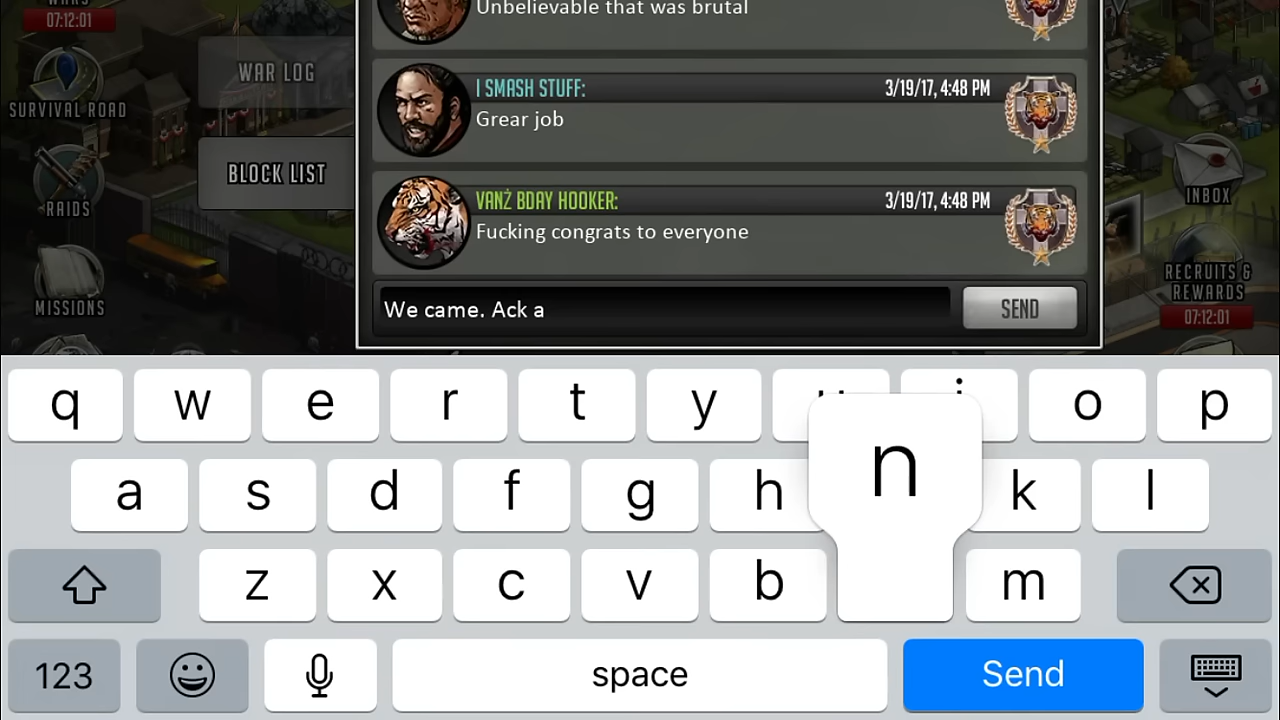 WARS
07:12:01
SURVIVAL ROAD
RAIDS
MISSIONS
WAR LOG
BLOCK LIST
Unbelievable that was brutal
I SMASH STUFF:
3/19/17, 4:48 PM
Grear job
VANŻ BDAY HOOKER:
3/19/17, 4:48 PM
Fucking congrats to everyone
We came. Ack a
SEND
INBOX
RECRUITS &
REWARDS
07:12:01
q w e r t y u i o p
a s d f g h k l
n
z x c v b m
123
space
Send